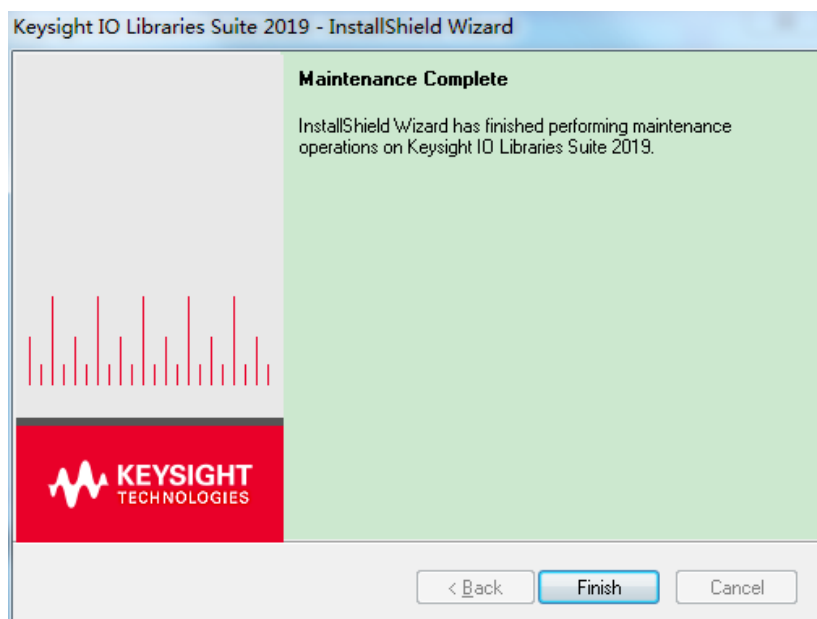 Keysight IO Libraries Suite 2019 - InstallShield Wizard
Maintenance Complete
InstallShield Wizard has finished performing maintenance
operations on Keysight IO Libraries Suite 2019.
KEYSIGHT
TECHNOLOGIES
< Back
Finish
Cancel